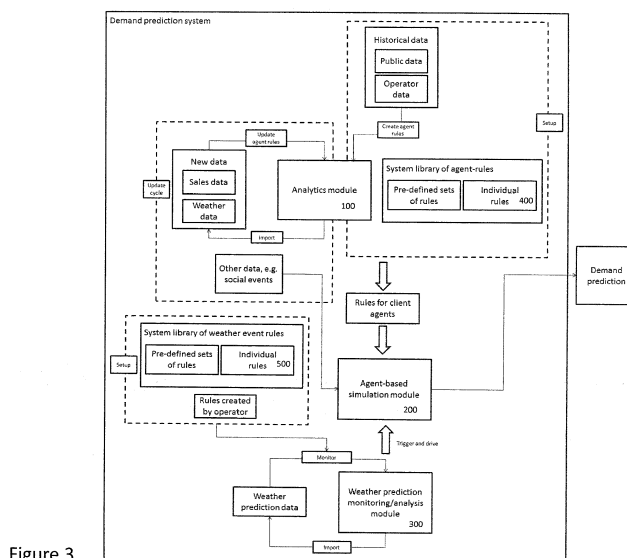 Demand prediction system
Historical data
Public data
Operator
data
Create agent
rules
Setup
Update
agent rules
New data
Sales data
Weather
data
Update
cycle
Analytics module
100
Import
System library of agent-rules
Pre-defined sets
of rules
Individual
rules
400
Other data, e.g.
social events
Rules for client
agents
Demand
prediction
System library of weather event rules
Pre-defined sets
of rules
Individual
rules
500
Setup
Rules created
by operator
Agent-based
simulation module
200
Trigger and drive
Monitor
Weather
prediction data
Weather prediction
monitoring/analysis
module
300
Import
Figure 3